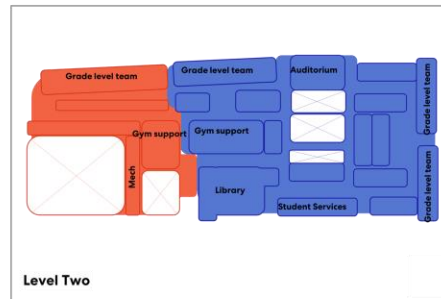 Grade level team
Grade level team
Auditorium
Grade level team
Gym support
Gym support
Mech
Library
Grade level team
Student Services
Level Two